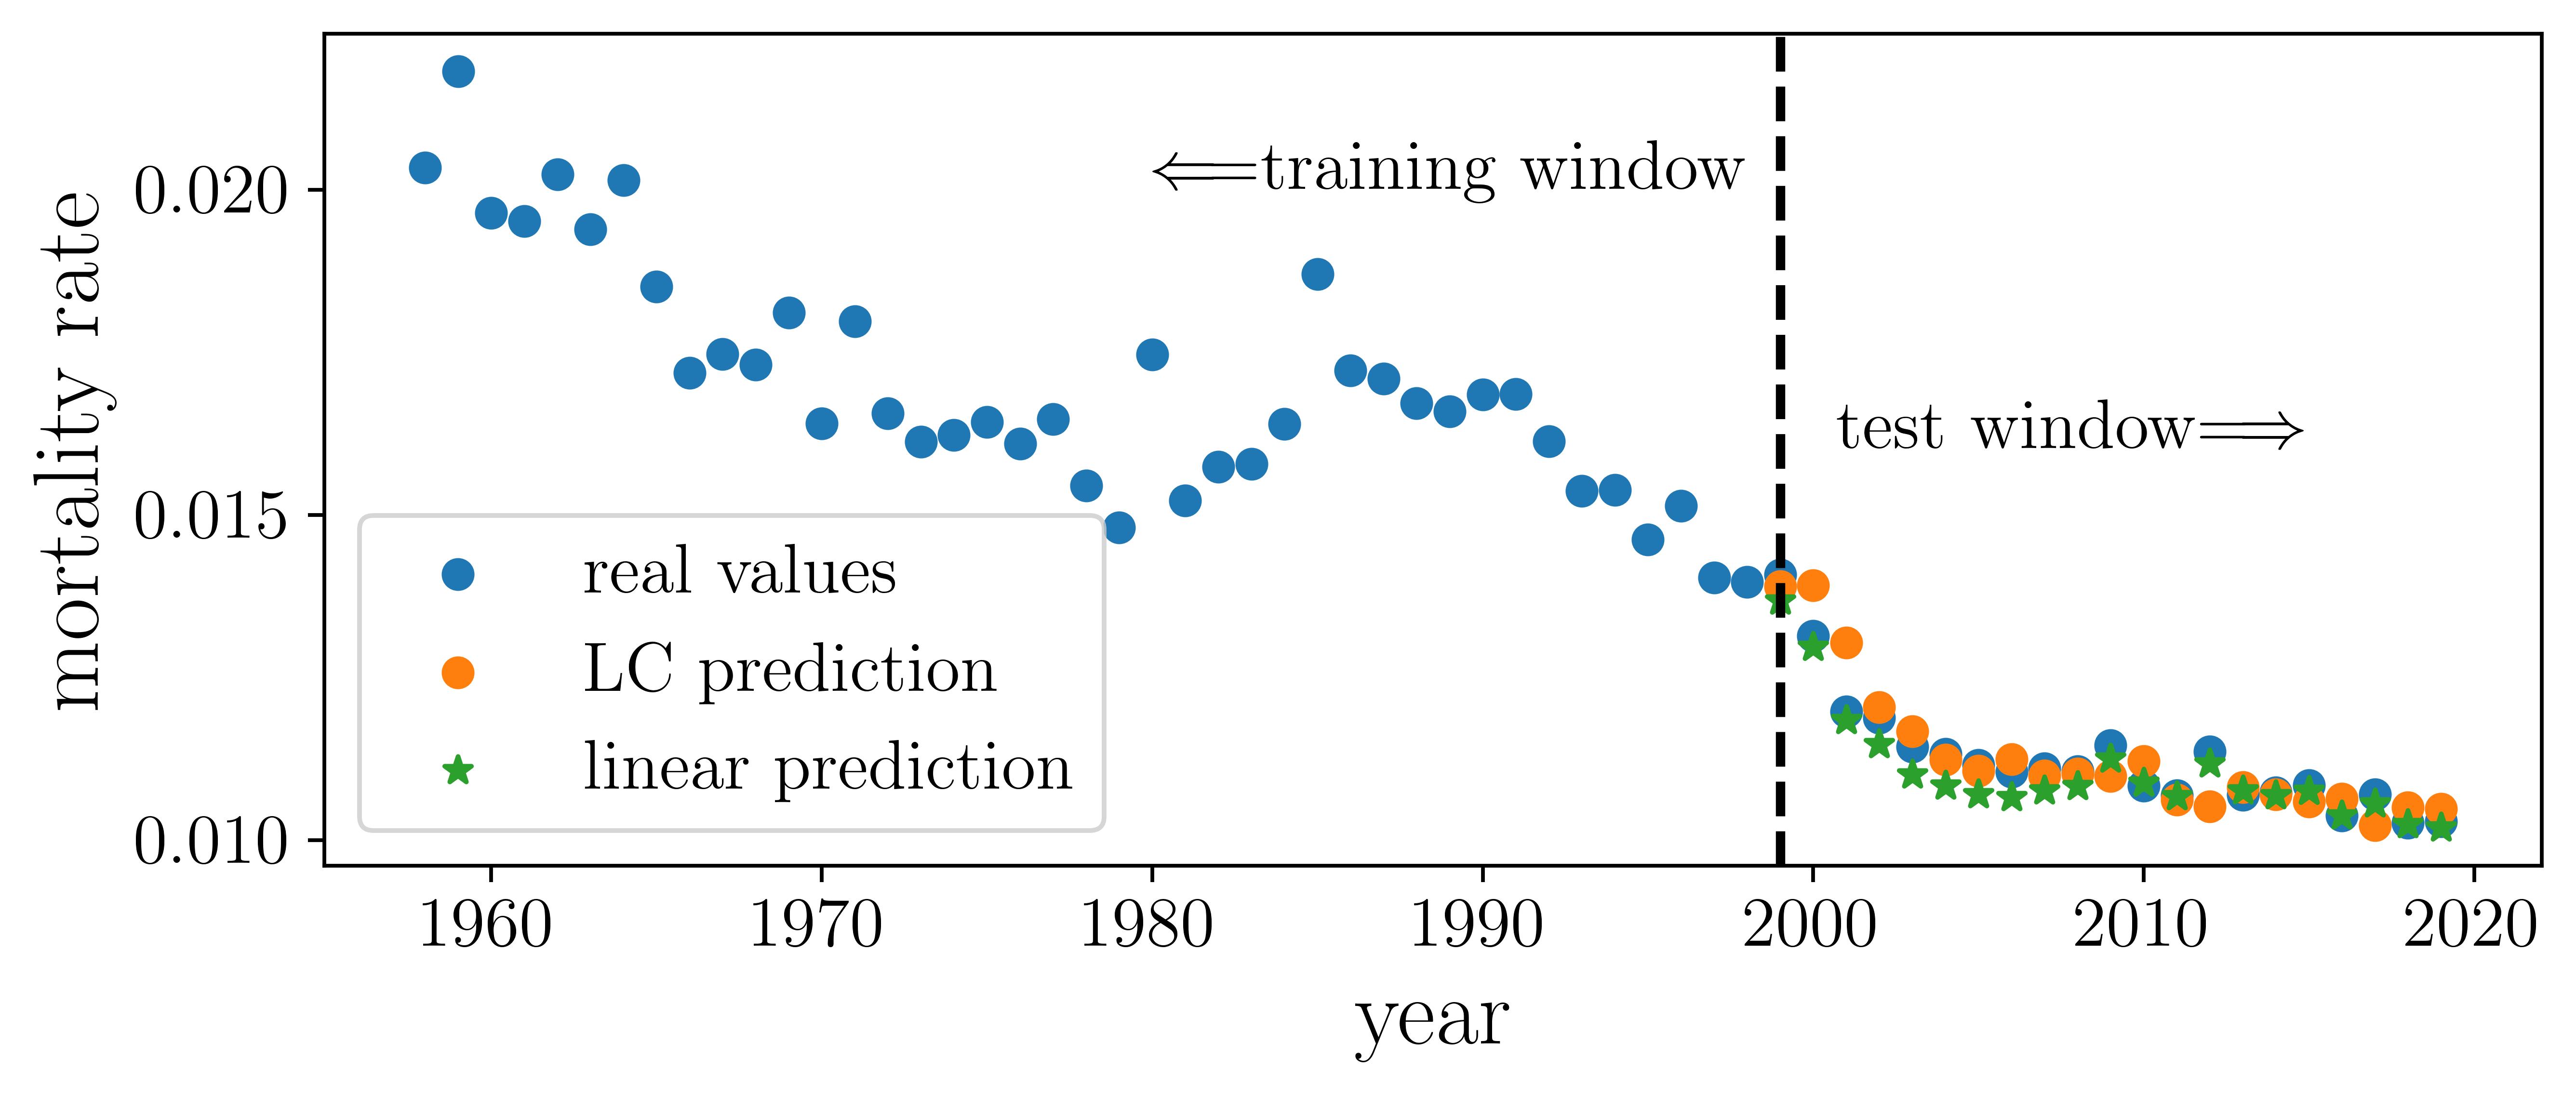 mortality rate
0.020
0.015
0.010
⟸training window
test window⟹
real values
LC prediction
linear prediction
1960 1970 1980 1990 2000 2010 2020
year